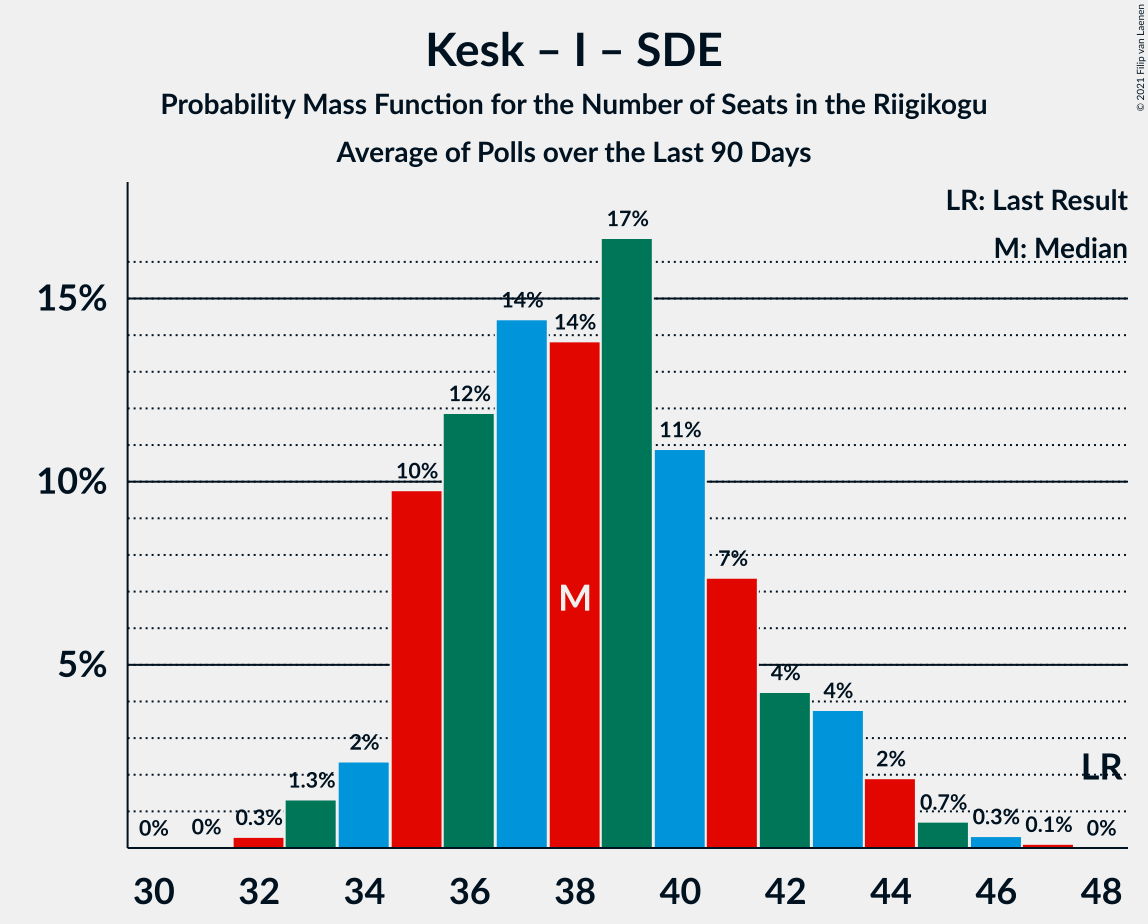 Kesk – I – SDE
Probability Mass Function for the Number of Seats in the Riigikogu
Average of Polls over the Last 90 Days
© 2021 Filip van Laenen
LR: Last Result
M: Median
15%
10%
5%
0%
0%
0.3%
1.3%
2%
10%
12%
14%
14%
17%
11%
7%
4%
4%
2%
0.7%
0.3%
0.1%
0%
M
LR
30 32 34 36 38 40 42 44 46 48